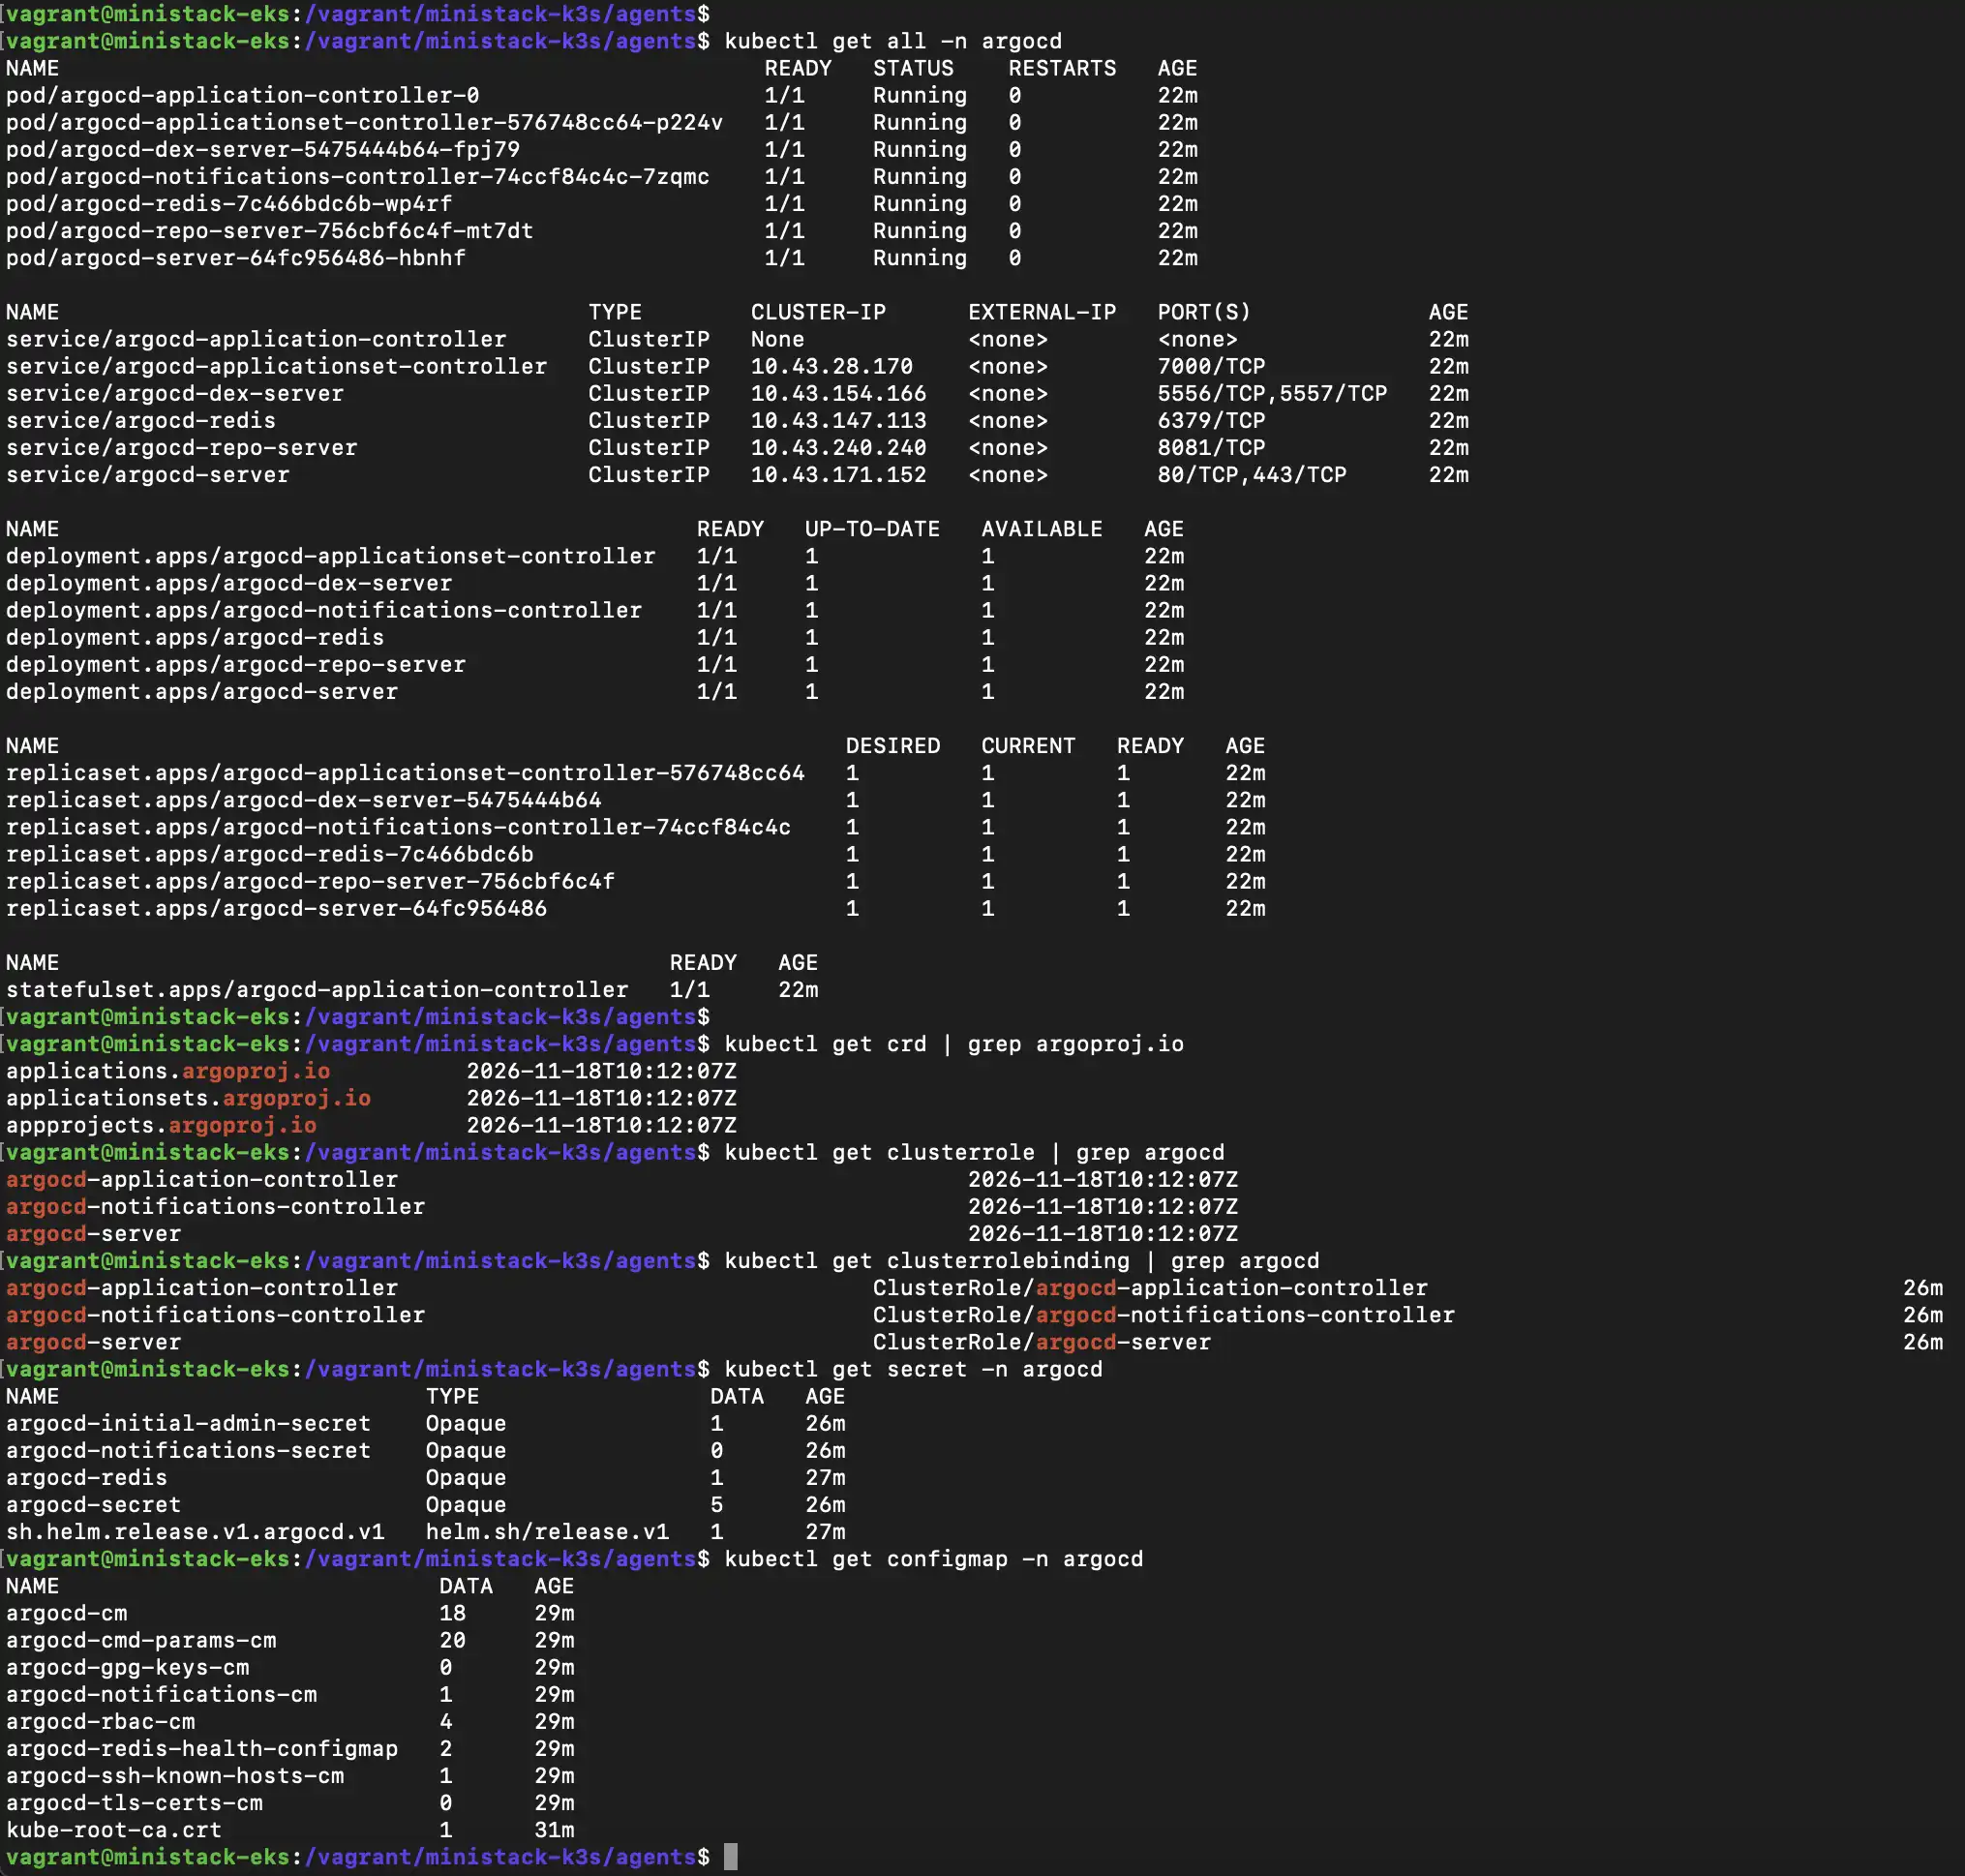 [vagrant@ministack-eks:/vagrant/ministack-k3s/agents$
[vagrant@ministack-eks:/vagrant/ministack-k3s/agents$ kubectl get all -n argocd
NAME READY STATUS RESTARTS AGE
pod/argocd-application-controller-0 1/1 Running 0 22m
pod/argocd-applicationset-controller-576748cc64-p224v 1/1 Running 0 22m
pod/argocd-dex-server-5475444b64-fpj79 1/1 Running 0 22m
pod/argocd-notifications-controller-74ccf84c4c-7zqmc 1/1 Running 0 22m
pod/argocd-redis-7c466bdc6b-wp4rf 1/1 Running 0 22m
pod/argocd-repo-server-756cbf6c4f-mt7dt 1/1 Running 0 22m
pod/argocd-server-64fc956486-hbnhf 1/1 Running 0 22m

NAME TYPE CLUSTER-IP EXTERNAL-IP PORT(S) AGE
service/argocd-application-controller ClusterIP None <none> <none> 22m
service/argocd-applicationset-controller ClusterIP 10.43.28.170 <none> 7000/TCP 22m
service/argocd-dex-server ClusterIP 10.43.154.166 <none> 5556/TCP,5557/TCP 22m
service/argocd-redis ClusterIP 10.43.147.113 <none> 6379/TCP 22m
service/argocd-repo-server ClusterIP 10.43.240.240 <none> 8081/TCP 22m
service/argocd-server ClusterIP 10.43.171.152 <none> 80/TCP,443/TCP 22m

NAME READY UP-TO-DATE AVAILABLE AGE
deployment.apps/argocd-applicationset-controller 1/1 1 1 22m
deployment.apps/argocd-dex-server 1/1 1 1 22m
deployment.apps/argocd-notifications-controller 1/1 1 1 22m
deployment.apps/argocd-redis 1/1 1 1 22m
deployment.apps/argocd-repo-server 1/1 1 1 22m
deployment.apps/argocd-server 1/1 1 1 22m

NAME DESIRED CURRENT READY AGE
replicaset.apps/argocd-applicationset-controller-576748cc64 1 1 1 22m
replicaset.apps/argocd-dex-server-5475444b64 1 1 1 22m
replicaset.apps/argocd-notifications-controller-74ccf84c4c 1 1 1 22m
replicaset.apps/argocd-redis-7c466bdc6b 1 1 1 22m
replicaset.apps/argocd-repo-server-756cbf6c4f 1 1 1 22m
replicaset.apps/argocd-server-64fc956486 1 1 1 22m

NAME READY AGE
statefulset.apps/argocd-application-controller 1/1 22m
[vagrant@ministack-eks:/vagrant/ministack-k3s/agents$
[vagrant@ministack-eks:/vagrant/ministack-k3s/agents$ kubectl get crd | grep argoproj.io
applications.argoproj.io 2026-11-18T10:12:07Z
applicationsets.argoproj.io 2026-11-18T10:12:07Z
appprojects.argoproj.io 2026-11-18T10:12:07Z
[vagrant@ministack-eks:/vagrant/ministack-k3s/agents$ kubectl get clusterrole | grep argocd
argocd-application-controller 2026-11-18T10:12:07Z
argocd-notifications-controller 2026-11-18T10:12:07Z
argocd-server 2026-11-18T10:12:07Z
[vagrant@ministack-eks:/vagrant/ministack-k3s/agents$ kubectl get clusterrolebinding | grep argocd
argocd-application-controller ClusterRole/argocd-application-controller 26m
argocd-notifications-controller ClusterRole/argocd-notifications-controller 26m
argocd-server ClusterRole/argocd-server 26m
[vagrant@ministack-eks:/vagrant/ministack-k3s/agents$ kubectl get secret -n argocd
NAME TYPE DATA AGE
argocd-initial-admin-secret Opaque 1 26m
argocd-notifications-secret Opaque 0 26m
argocd-redis Opaque 1 27m
argocd-secret Opaque 5 26m
sh.helm.release.v1.argocd.v1 helm.sh/release.v1 1 27m
[vagrant@ministack-eks:/vagrant/ministack-k3s/agents$ kubectl get configmap -n argocd
NAME DATA AGE
argocd-cm 18 29m
argocd-cmd-params-cm 20 29m
argocd-gpg-keys-cm 0 29m
argocd-notifications-cm 1 29m
argocd-rbac-cm 4 29m
argocd-redis-health-configmap 2 29m
argocd-ssh-known-hosts-cm 1 29m
argocd-tls-certs-cm 0 29m
kube-root-ca.crt 1 31m
vagrant@ministack-eks:/vagrant/ministack-k3s/agents$